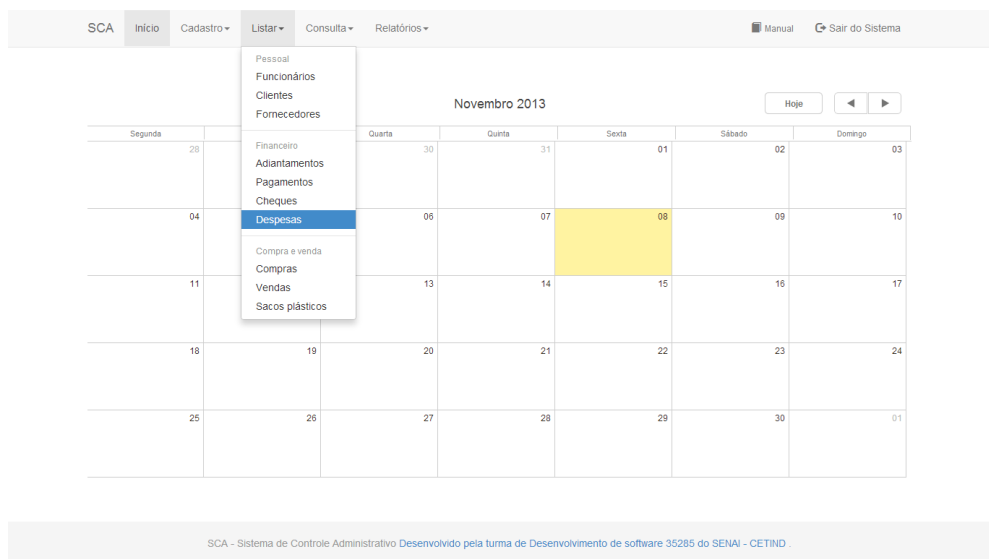 SCA Início Cadastro Listar Consulta Relatórios Manual Sair do Sistema
Pessoal
Funcionários
Clientes
Fornecedores
Financeiro
Adiantamentos
Pagamentos
Cheques
Despesas
Compra e venda
Compras
Vendas
Sacos plásticos
Novembro 2013 Hoje
Segunda Quarta Quinta Sexta Sábado Domingo
28 30 31 01 02 03
04 06 07 08 09 10
11 13 14 15 16 17
18 19 20 21 22 23 24
25 26 27 28 29 30 01
SCA - Sistema de Controle Administrativo Desenvolvido pela turma de Desenvolvimento de software 35285 do SENAI - CETIND .